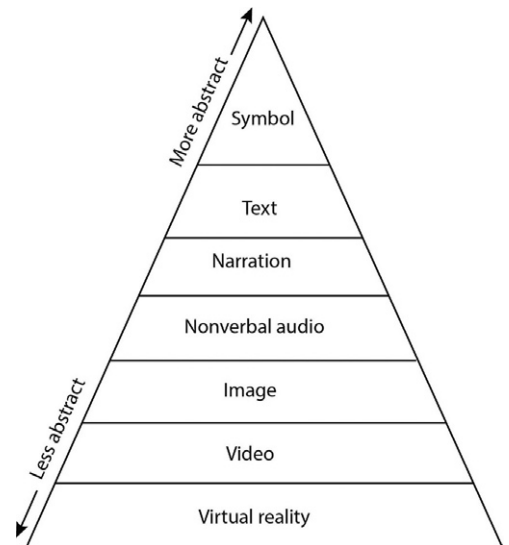 More abstract
Symbol
Text
Narration
Nonverbal audio
Image
Less abstract
Video
Virtual reality